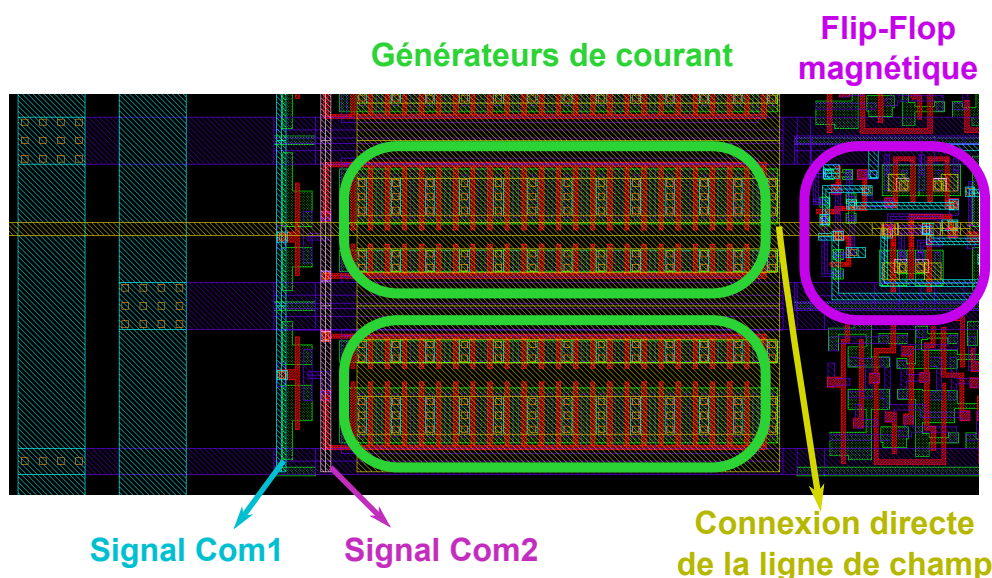 Flip-Flop
magnétique
Générateurs de courant
Signal Com1
Signal Com2
Connexion directe
de la ligne de champ